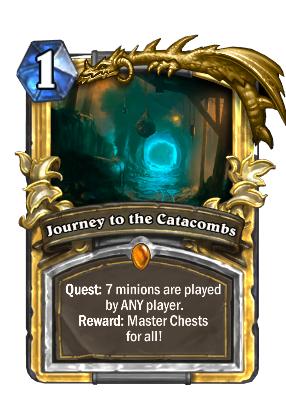 1
Journey to the Catacombs
Quest: 7 minions are played
by ANY player.
Reward: Master Chests
for all!